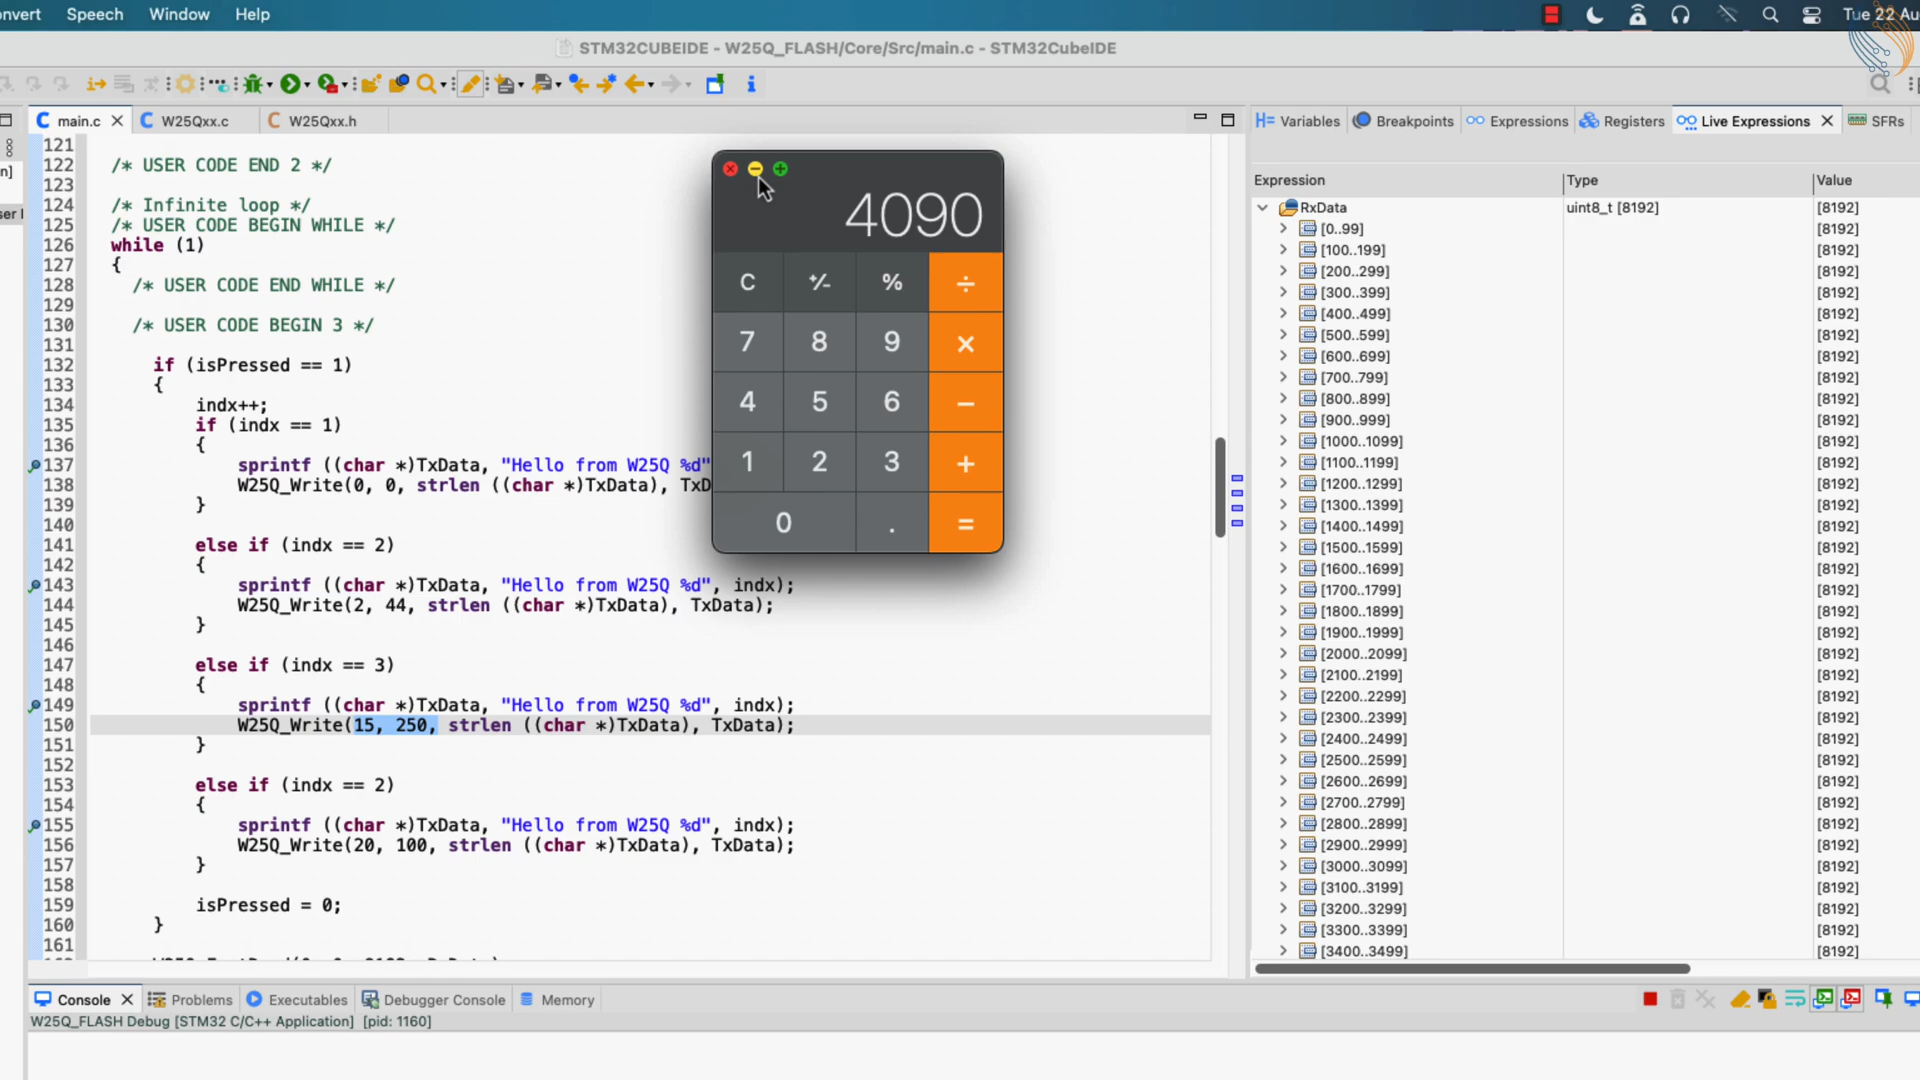 onvert Speech Window Help Tue 22 Au
STM32CUBEIDE - W25Q_FLASH/Core/Src/main.c - STM32CubeIDE
main.c W25Qxx.c W25Qxx.h
Variables Breakpoints Expressions Registers Live Expressions SFRs
121
122 /* USER CODE END 2 */
123
124 /* Infinite loop */
125 /* USER CODE BEGIN WHILE */
126 while (1)
127 {
128 /* USER CODE END WHILE */
129
130 /* USER CODE BEGIN 3 */
131
132 if (isPressed == 1)
133 {
134 indx++;
135 if (indx == 1)
136 {
137 sprintf ((char *)TxData, "Hello from W25Q %d"
138 W25Q_Write(0, 0, strlen ((char *)TxData), TxD
139 }
140
141 else if (indx == 2)
142 {
143 sprintf ((char *)TxData, "Hello from W25Q %d", indx);
144 W25Q_Write(2, 44, strlen ((char *)TxData), TxData);
145 }
146
147 else if (indx == 3)
148 {
149 sprintf ((char *)TxData, "Hello from W25Q %d", indx);
150 W25Q_Write(15, 250, strlen ((char *)TxData), TxData);
151 }
152
153 else if (indx == 2)
154 {
155 sprintf ((char *)TxData, "Hello from W25Q %d", indx);
156 W25Q_Write(20, 100, strlen ((char *)TxData), TxData);
157 }
158
159 isPressed = 0;
160 }
161
n]
ser
4090
C +/- % ÷
7 8 9 ×
4 5 6 −
1 2 3 +
0 . =
Expression Type Value
RxData uint8_t [8192] [8192]
[0..99] [8192]
[100..199] [8192]
[200..299] [8192]
[300..399] [8192]
[400..499] [8192]
[500..599] [8192]
[600..699] [8192]
[700..799] [8192]
[800..899] [8192]
[900..999] [8192]
[1000..1099] [8192]
[1100..1199] [8192]
[1200..1299] [8192]
[1300..1399] [8192]
[1400..1499] [8192]
[1500..1599] [8192]
[1600..1699] [8192]
[1700..1799] [8192]
[1800..1899] [8192]
[1900..1999] [8192]
[2000..2099] [8192]
[2100..2199] [8192]
[2200..2299] [8192]
[2300..2399] [8192]
[2400..2499] [8192]
[2500..2599] [8192]
[2600..2699] [8192]
[2700..2799] [8192]
[2800..2899] [8192]
[2900..2999] [8192]
[3000..3099] [8192]
[3100..3199] [8192]
[3200..3299] [8192]
[3300..3399] [8192]
[3400..3499] [8192]
Console Problems Executables Debugger Console Memory
W25Q_FLASH Debug [STM32 C/C++ Application] [pid: 1160]